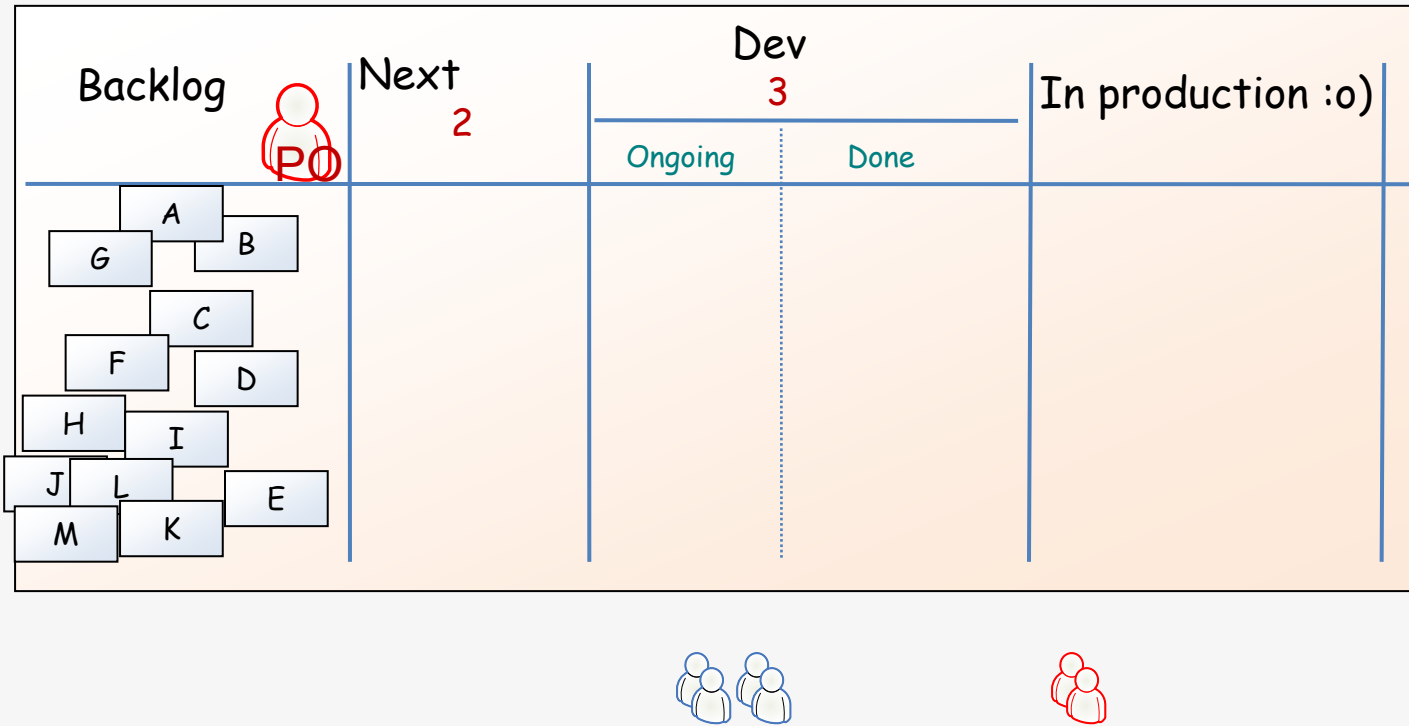 Dev
Backlog
Next
3
In production :o)
2
PO
Ongoing
Done
A
B
G
C
F
D
H
I
J
L
E
M
K